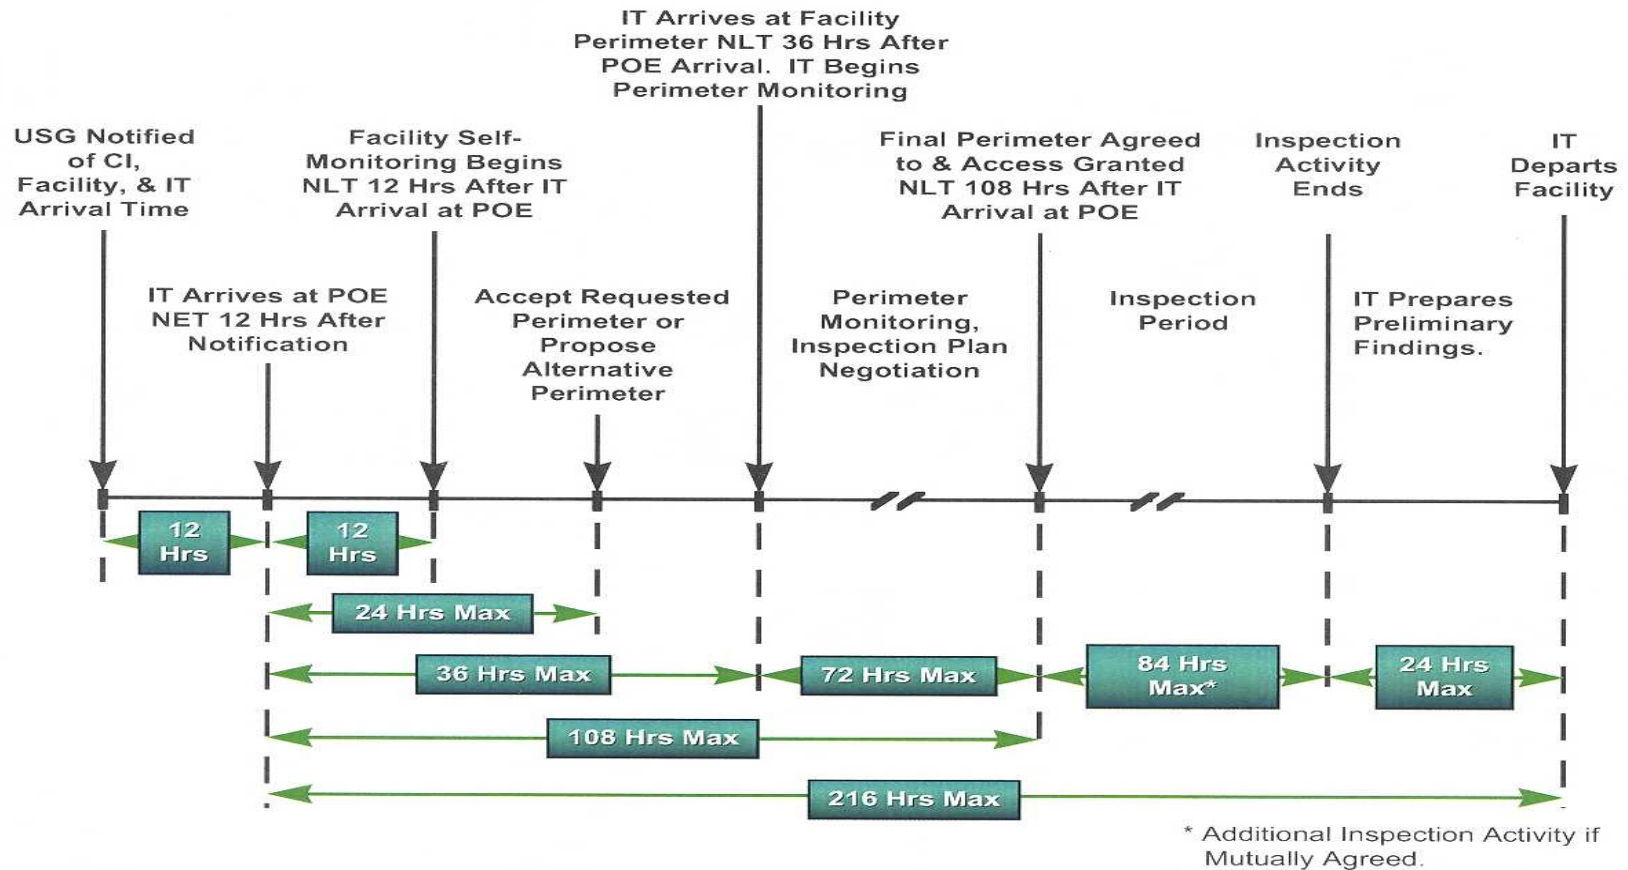 IT Arrives at Facility
Perimeter NLT 36 Hrs After
POE Arrival. IT Begins
Perimeter Monitoring
USG Notified
of CI,
Facility, & IT
Arrival Time
Facility Self-
Monitoring Begins
NLT 12 Hrs After IT
Arrival at POE
Final Perimeter Agreed
to & Access Granted
NLT 108 Hrs After IT
Arrival at POE
Inspection
Activity
Ends
IT
Departs
Facility
IT Arrives at POE
NET 12 Hrs After
Notification
Accept Requested
Perimeter or
Propose
Alternative
Perimeter
Perimeter
Monitoring,
Inspection Plan
Negotiation
Inspection
Period
IT Prepares
Preliminary
Findings.
12
Hrs
12
Hrs
24 Hrs Max
36 Hrs Max
72 Hrs Max
84 Hrs
Max*
24 Hrs
Max
108 Hrs Max
216 Hrs Max
* Additional Inspection Activity if
Mutually Agreed.